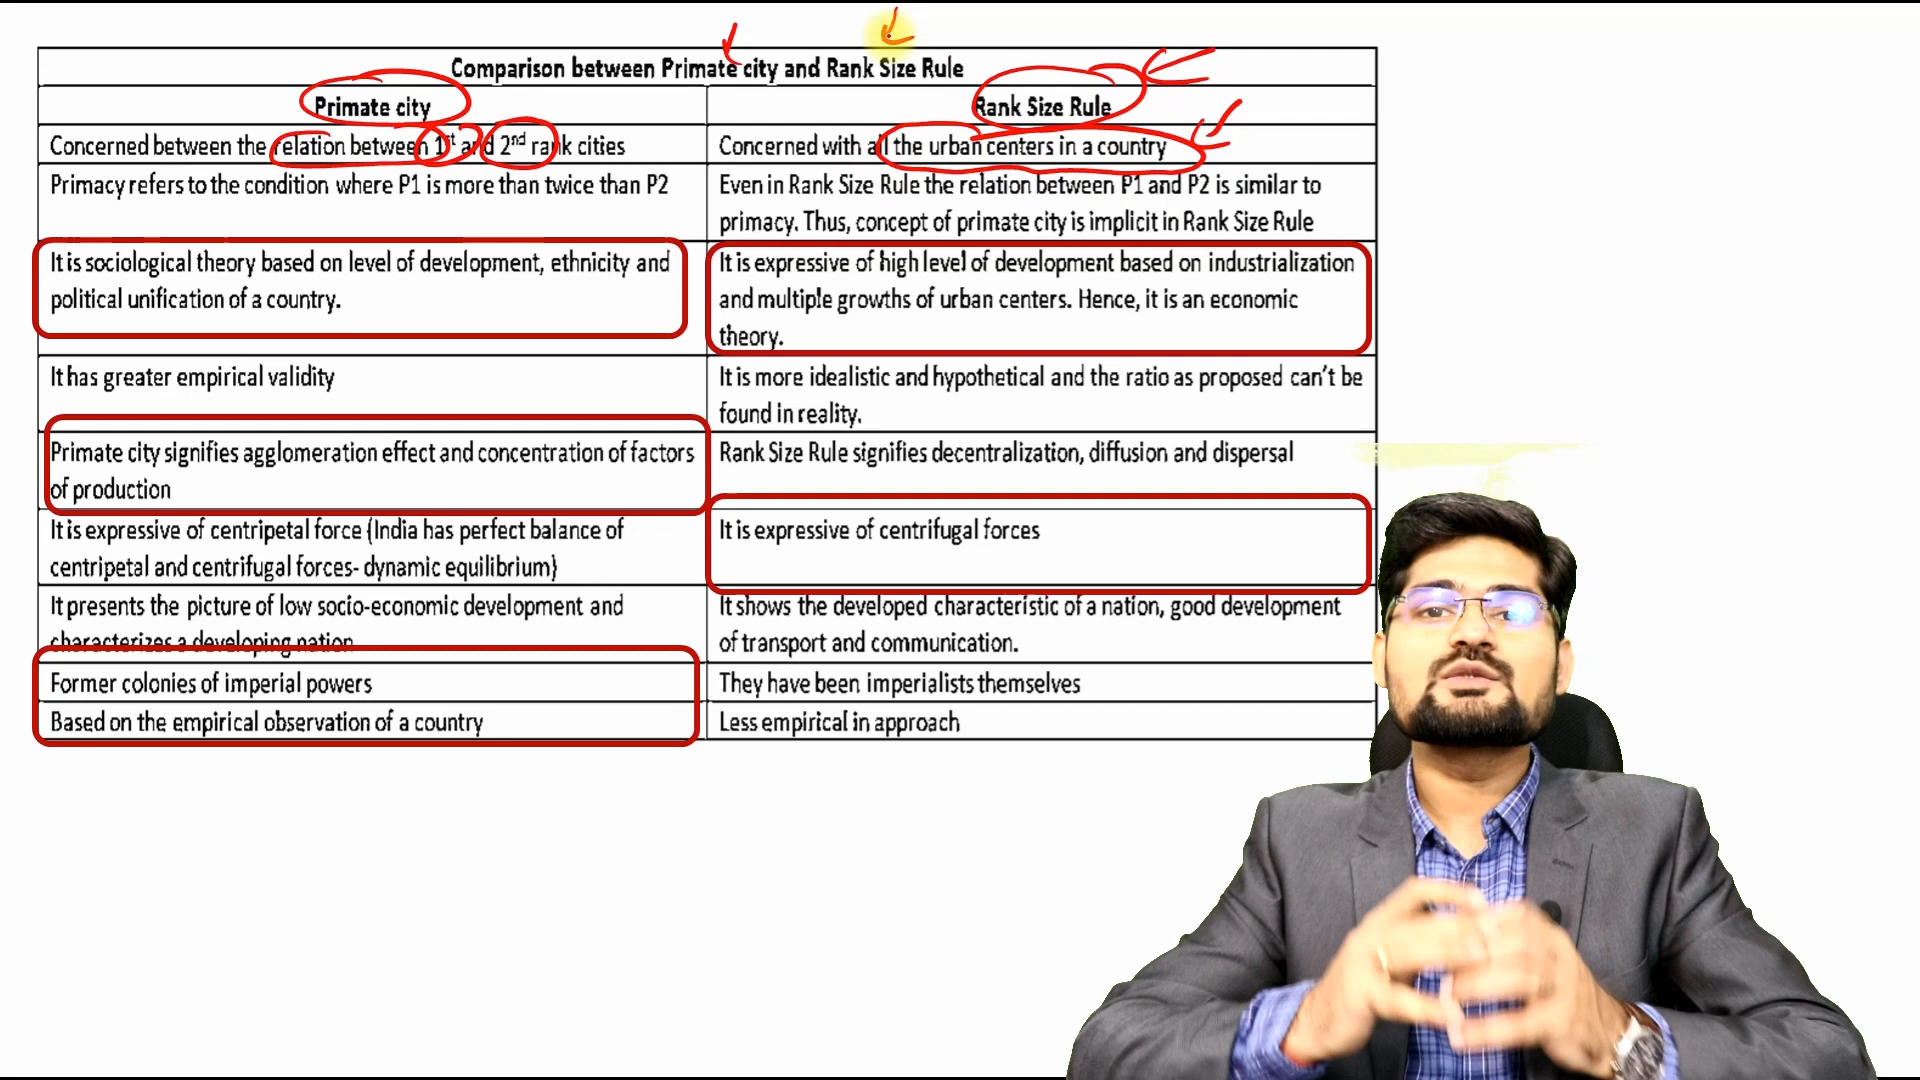 Comparison between Primate city and Rank Size Rule
Primate city
Rank Size Rule
Concerned between the relation between 1st and 2nd rank cities
Concerned with all the urban centers in a country
Primacy refers to the condition where P1 is more than twice than P2
Even in Rank Size Rule the relation between P1 and P2 is similar to
primacy. Thus, concept of primate city is implicit in Rank Size Rule
It is sociological theory based on level of development, ethnicity and
political unification of a country.
It is expressive of high level of development based on industrialization
and multiple growths of urban centers. Hence, it is an economic
theory.
It has greater empirical validity
It is more idealistic and hypothetical and the ratio as proposed can't be
found in reality.
Primate city signifies agglomeration effect and concentration of factors
of production
Rank Size Rule signifies decentralization, diffusion and dispersal
It is expressive of centripetal force (India has perfect balance of
centripetal and centrifugal forces- dynamic equilibrium)
It is expressive of centrifugal forces
It presents the picture of low socio-economic development and
characterizes a developing nation
It shows the developed characteristic of a nation, good development
of transport and communication.
Former colonies of imperial powers
They have been imperialists themselves
Based on the empirical observation of a country
Less empirical in approach